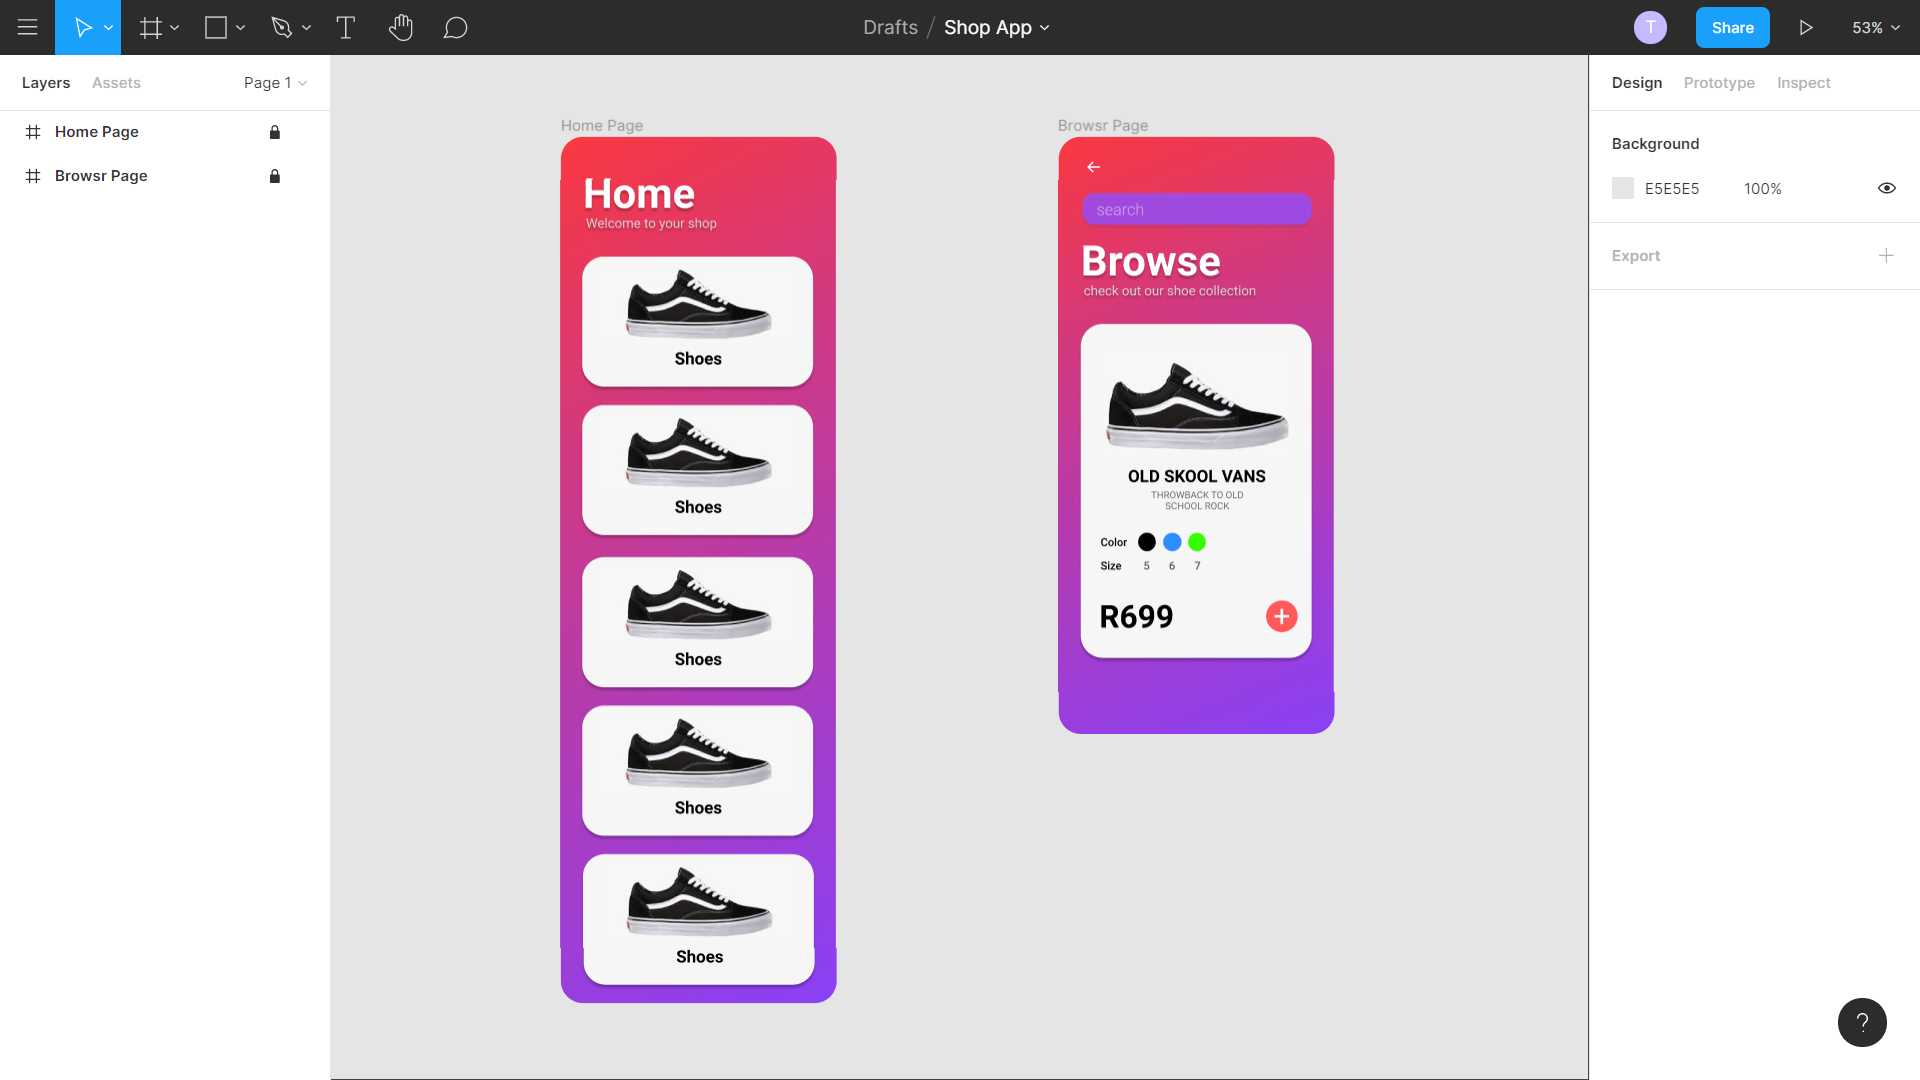 Drafts / Shop App
T
Share
53%
Layers
Assets
Page 1
Home Page
Browsr Page
Home Page
Home
Welcome to your shop
Shoes
Shoes
Shoes
Shoes
Shoes
Browsr Page
search
Browse
check out our shoe collection
OLD SKOOL VANS
THROWBACK TO OLD
SCHOOL ROCK
Color
Size 5 6 7
R699
Design
Prototype
Inspect
Background
E5E5E5 100%
Export
?